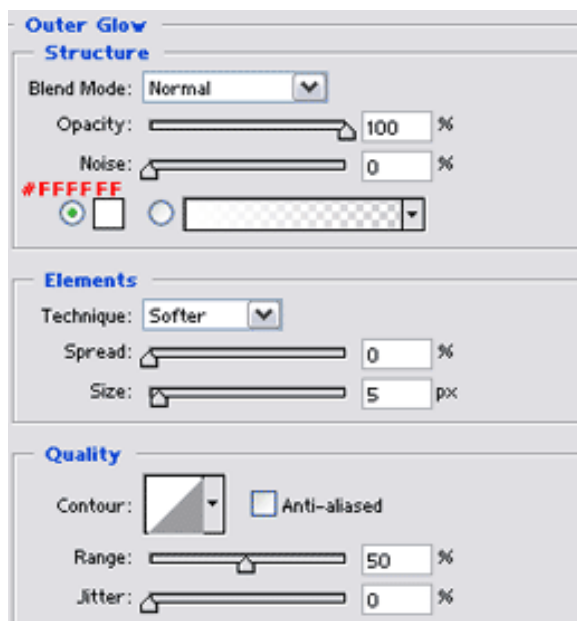 Outer Glow
Structure
Blend Mode: Normal
Opacity: 100 %
Noise: 0 %
#FFFFFF
Elements
Technique: Softer
Spread: 0 %
Size: 5 px
Quality
Contour: Anti-aliased
Range: 50 %
Jitter: 0 %